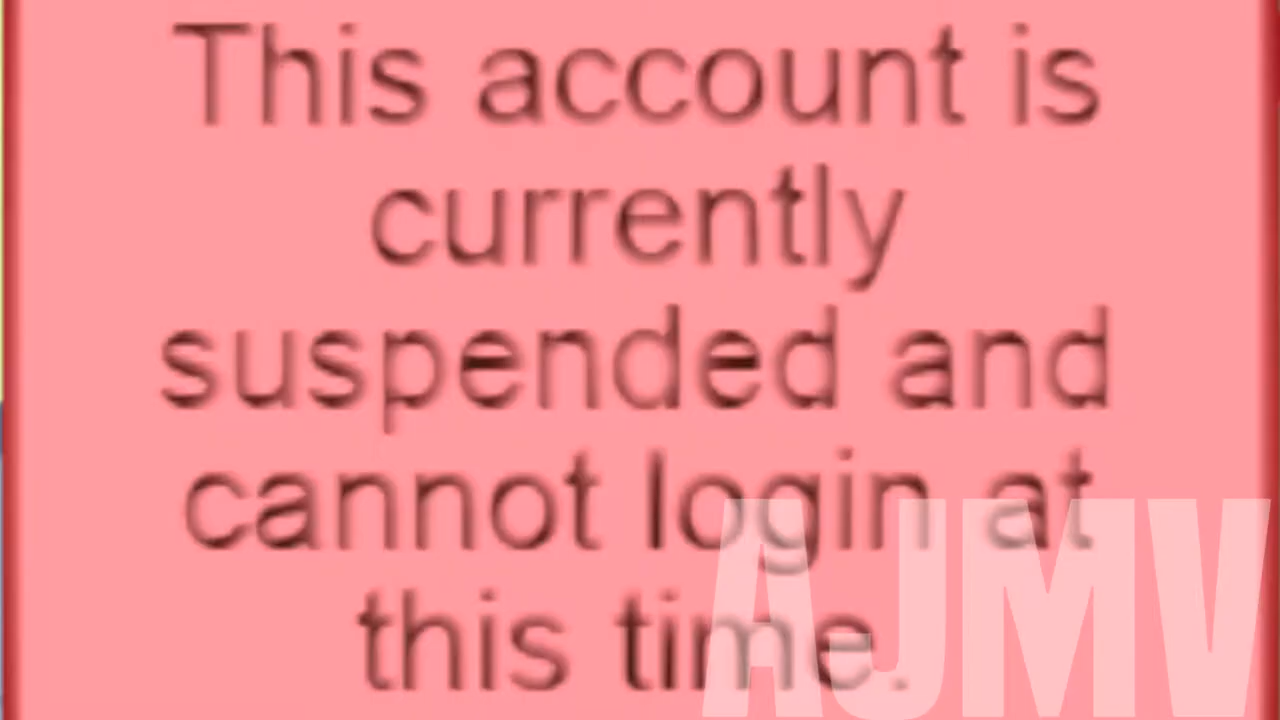 This account is
currently
suspended and
cannot login at
this time.
AJMV